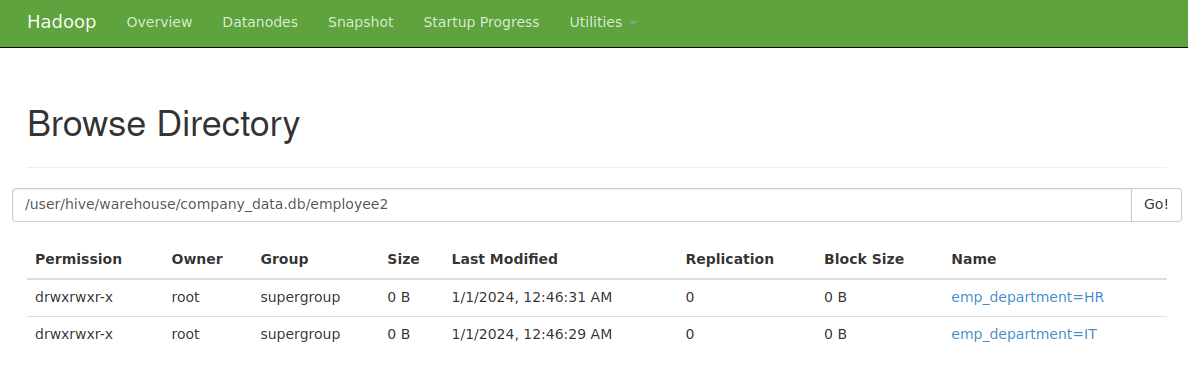 Hadoop Overview Datanodes Snapshot Startup Progress Utilities
Browse Directory
/user/hive/warehouse/company_data.db/employee2 Go!
Permission Owner Group Size Last Modified Replication Block Size Name
drwxrwxr-x root supergroup 0 B 1/1/2024, 12:46:31 AM 0 0 B emp_department=HR
drwxrwxr-x root supergroup 0 B 1/1/2024, 12:46:29 AM 0 0 B emp_department=IT